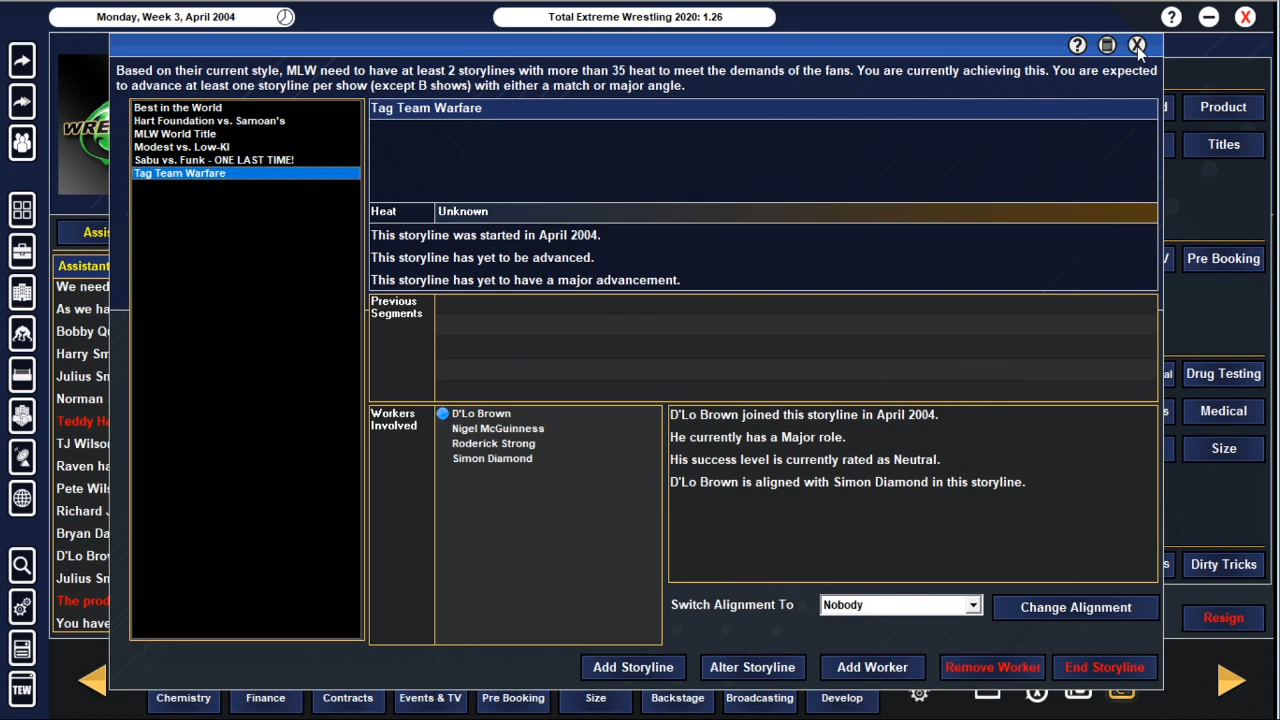 Monday, Week 3, April 2004
Total Extreme Wrestling 2020: 1.26
? X
? X
Based on their current style, MLW need to have at least 2 storylines with more than 35 heat to meet the demands of the fans. You are currently achieving this. You are expected
to advance at least one storyline per show (except B shows) with either a match or major angle.
Best in the World
Hart Foundation vs. Samoan's
MLW World Title
Modest vs. Low-KI
Sabu vs. Funk - ONE LAST TIME!
Tag Team Warfare
Tag Team Warfare
Heat Unknown
This storyline was started in April 2004.
This storyline has yet to be advanced.
This storyline has yet to have a major advancement.
Previous
Segments
Workers
Involved
D'Lo Brown
Nigel McGuinness
Roderick Strong
Simon Diamond
D'Lo Brown joined this storyline in April 2004.
He currently has a Major role.
His success level is currently rated as Neutral.
D'Lo Brown is aligned with Simon Diamond in this storyline.
Switch Alignment To Nobody Change Alignment
Add Storyline Alter Storyline Add Worker Remove Worker End Storyline
WRE
Assi
Assistant
We need
As we ha
Bobby Qu
Harry Sm
Julius Sn
Norman
Teddy Ha
TJ Wilso
Raven ha
Pete Wils
Richard J
Bryan Da
D'Lo Brov
Julius Sn
The prod
You have
d Product
Titles
V Pre Booking
al Drug Testing
s Medical
Size
s Dirty Tricks
Resign
TEW
Chemistry Finance Contracts Events & TV Pre Booking Size Backstage Broadcasting Develop